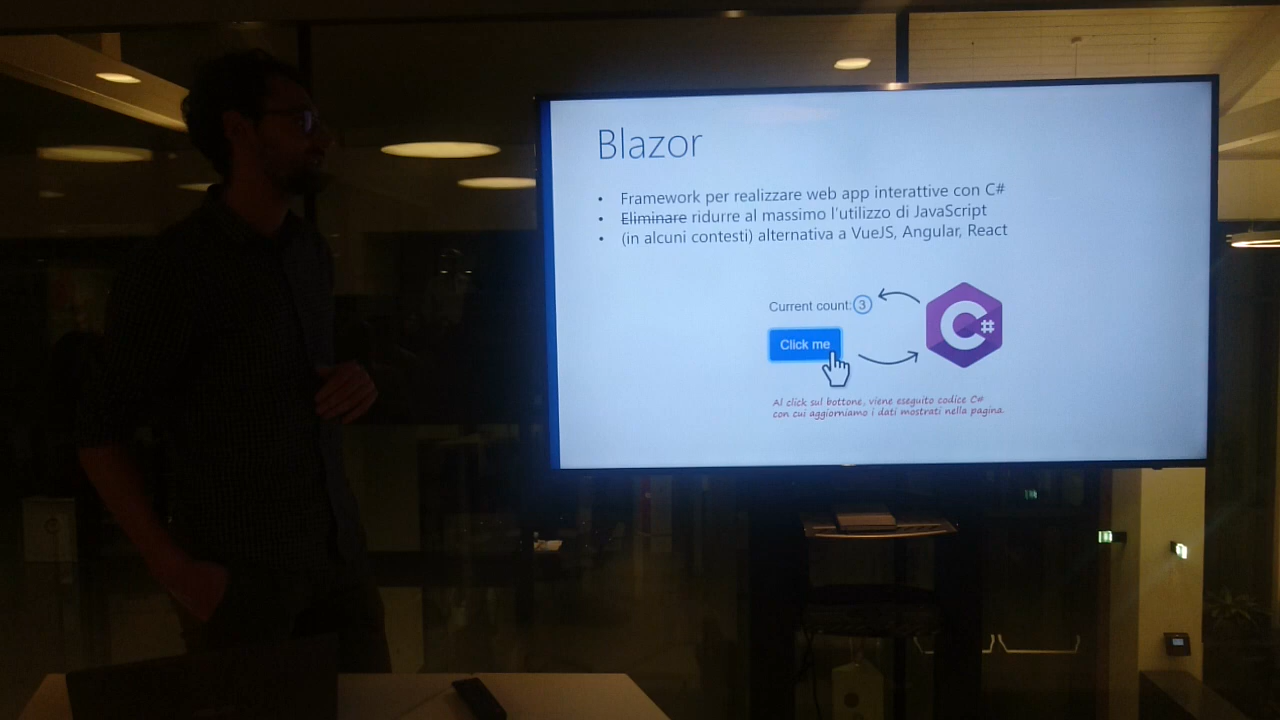 Blazor
• Framework per realizzare web app interattive con C#
• ~~Eliminare~~ ridurre al massimo l'utilizzo di JavaScript
• (in alcuni contesti) alternativa a VueJS, Angular, React
Current count: 3
C#
Click me
Al click sul bottone, viene eseguito codice C#
con cui aggiorniamo i dati mostrati nella pagina.